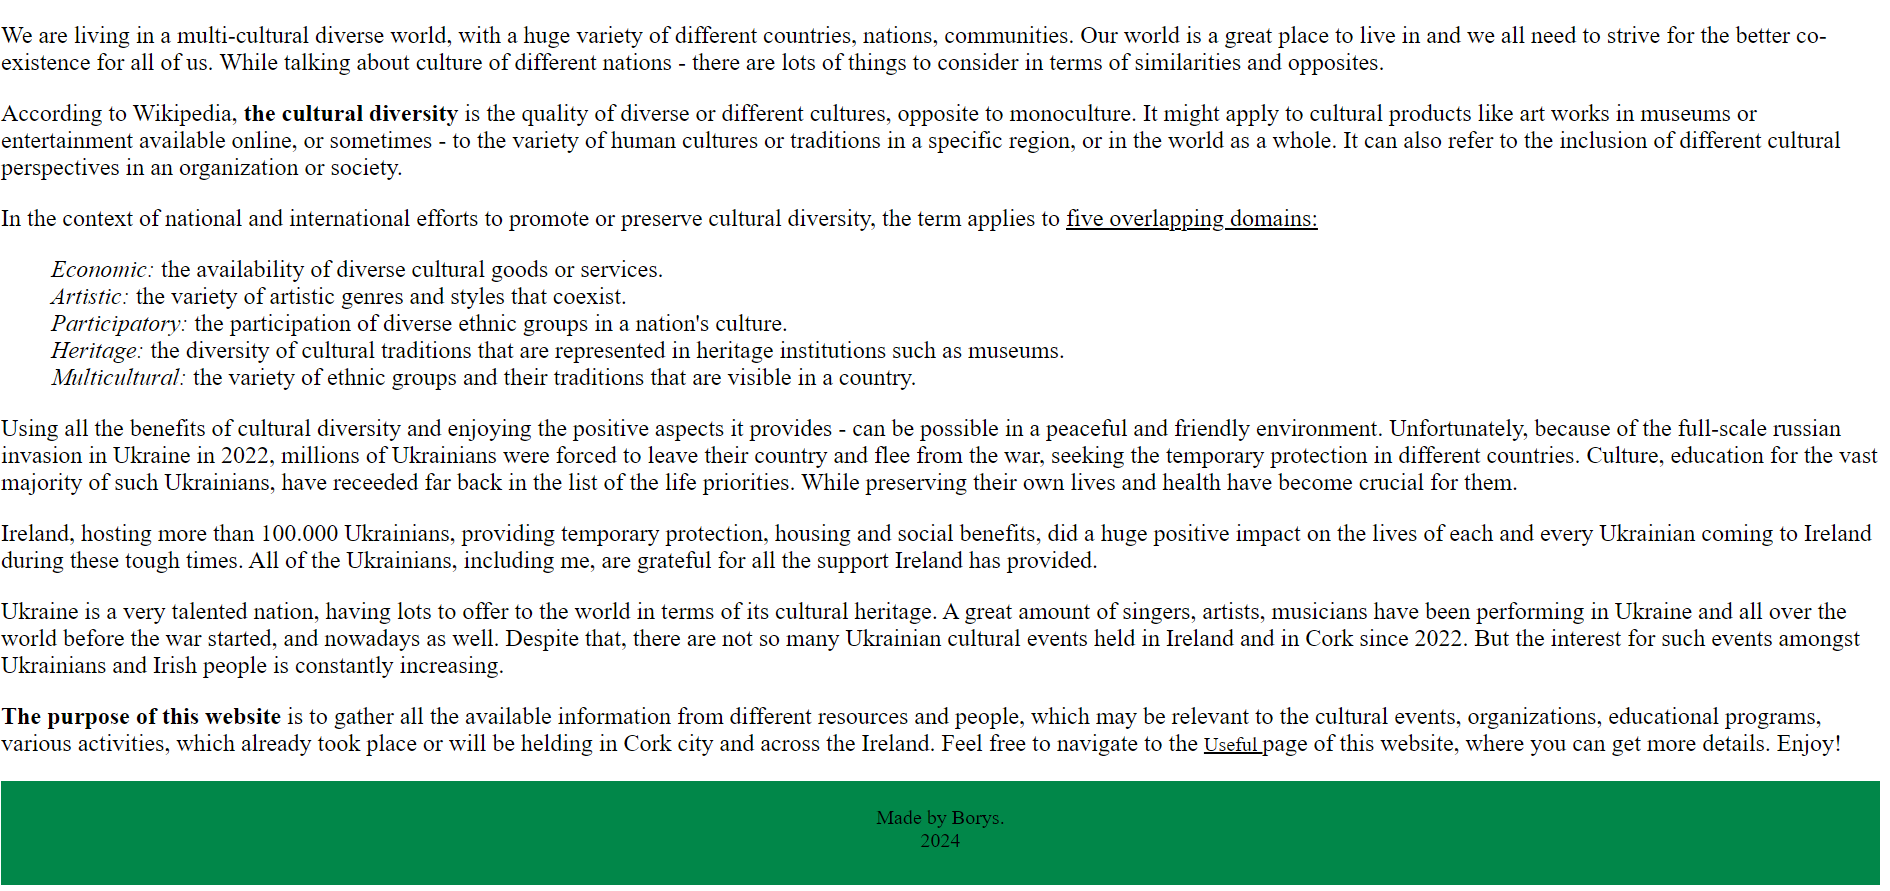 We are living in a multi-cultural diverse world, with a huge variety of different countries, nations, communities. Our world is a great place to live in and we all need to strive for the better co-
existence for all of us. While talking about culture of different nations - there are lots of things to consider in terms of similarities and opposites.
According to Wikipedia, the cultural diversity is the quality of diverse or different cultures, opposite to monoculture. It might apply to cultural products like art works in museums or
entertainment available online, or sometimes - to the variety of human cultures or traditions in a specific region, or in the world as a whole. It can also refer to the inclusion of different cultural
perspectives in an organization or society.
In the context of national and international efforts to promote or preserve cultural diversity, the term applies to five overlapping domains:
Economic: the availability of diverse cultural goods or services.
Artistic: the variety of artistic genres and styles that coexist.
Participatory: the participation of diverse ethnic groups in a nation's culture.
Heritage: the diversity of cultural traditions that are represented in heritage institutions such as museums.
Multicultural: the variety of ethnic groups and their traditions that are visible in a country.
Using all the benefits of cultural diversity and enjoying the positive aspects it provides - can be possible in a peaceful and friendly environment. Unfortunately, because of the full-scale russian
invasion in Ukraine in 2022, millions of Ukrainians were forced to leave their country and flee from the war, seeking the temporary protection in different countries. Culture, education for the vast
majority of such Ukrainians, have receeded far back in the list of the life priorities. While preserving their own lives and health have become crucial for them.
Ireland, hosting more than 100.000 Ukrainians, providing temporary protection, housing and social benefits, did a huge positive impact on the lives of each and every Ukrainian coming to Ireland
during these tough times. All of the Ukrainians, including me, are grateful for all the support Ireland has provided.
Ukraine is a very talented nation, having lots to offer to the world in terms of its cultural heritage. A great amount of singers, artists, musicians have been performing in Ukraine and all over the
world before the war started, and nowadays as well. Despite that, there are not so many Ukrainian cultural events held in Ireland and in Cork since 2022. But the interest for such events amongst
Ukrainians and Irish people is constantly increasing.
The purpose of this website is to gather all the available information from different resources and people, which may be relevant to the cultural events, organizations, educational programs,
various activities, which already took place or will be helding in Cork city and across the Ireland. Feel free to navigate to the Useful page of this website, where you can get more details. Enjoy!
Made by Borys.
2024